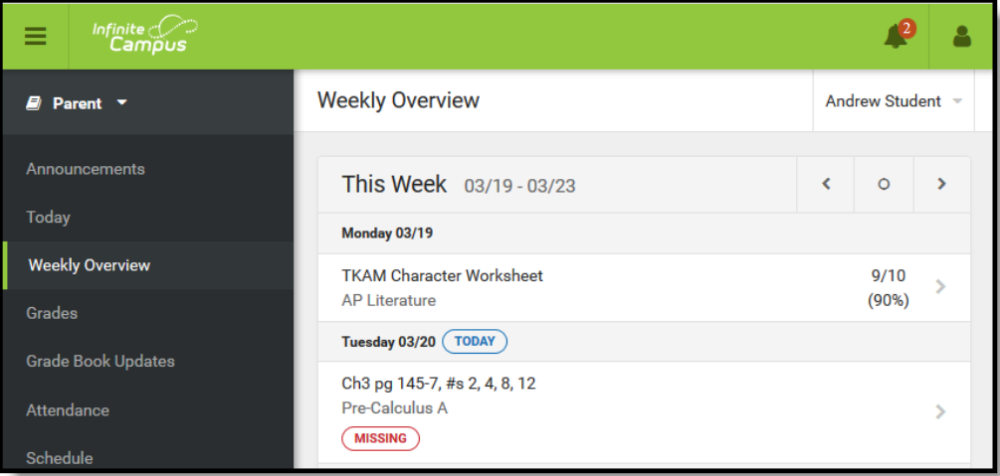 Infinite
Campus
2
Parent
Weekly Overview
Andrew Student
Announcements
Today
Weekly Overview
Grades
Grade Book Updates
Attendance
Schedule
This Week 03/19 - 03/23
Monday 03/19
TKAM Character Worksheet
AP Literature
9/10
(90%)
Tuesday 03/20 TODAY
Ch3 pg 145-7, #s 2, 4, 8, 12
Pre-Calculus A
MISSING